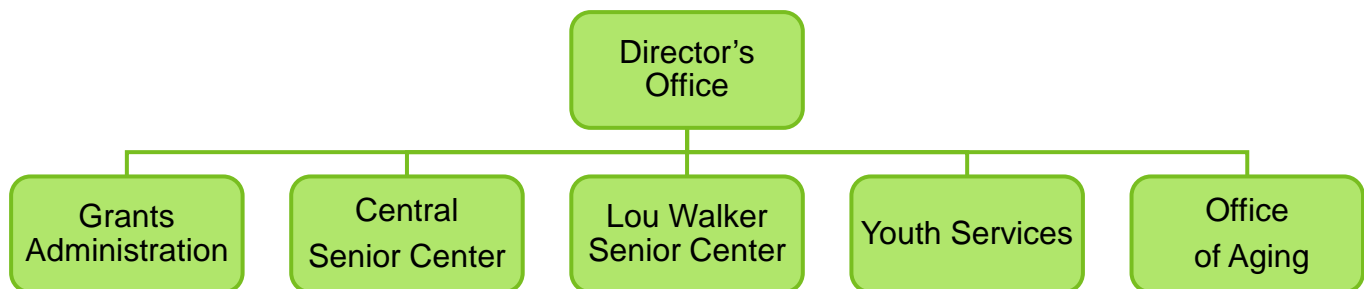 Director’s
Office
Grants
Administration
Central
Senior Center
Lou Walker
Senior Center
Youth Services
Office
of Aging